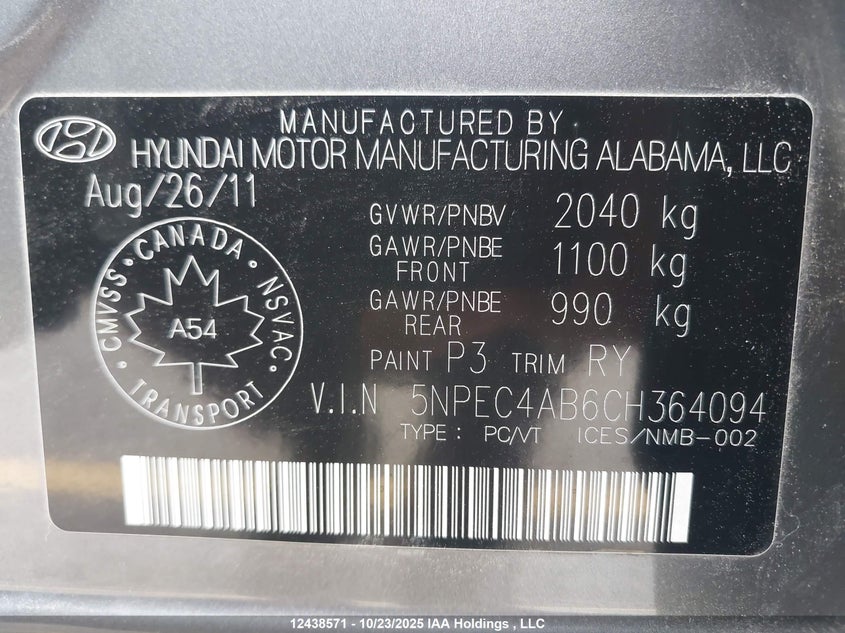 MANUFACTURED BY
HYUNDAI MOTOR MANUFACTURING ALABAMA, LLC
Aug/26/11
GVWR/PNBV 2040 kg
GAWR/PNBE FRONT 1100 kg
GAWR/PNBE REAR 990 kg
CMVSS • CANADA • NSVAC • TRANSPORT •
A54
PAINT P3 TRIM RY
V.I.N 5NPEC4AB6CH364094
TYPE: PC/VT ICES/NMB-002
12438571 - 10/23/2025 IAA Holdings , LLC